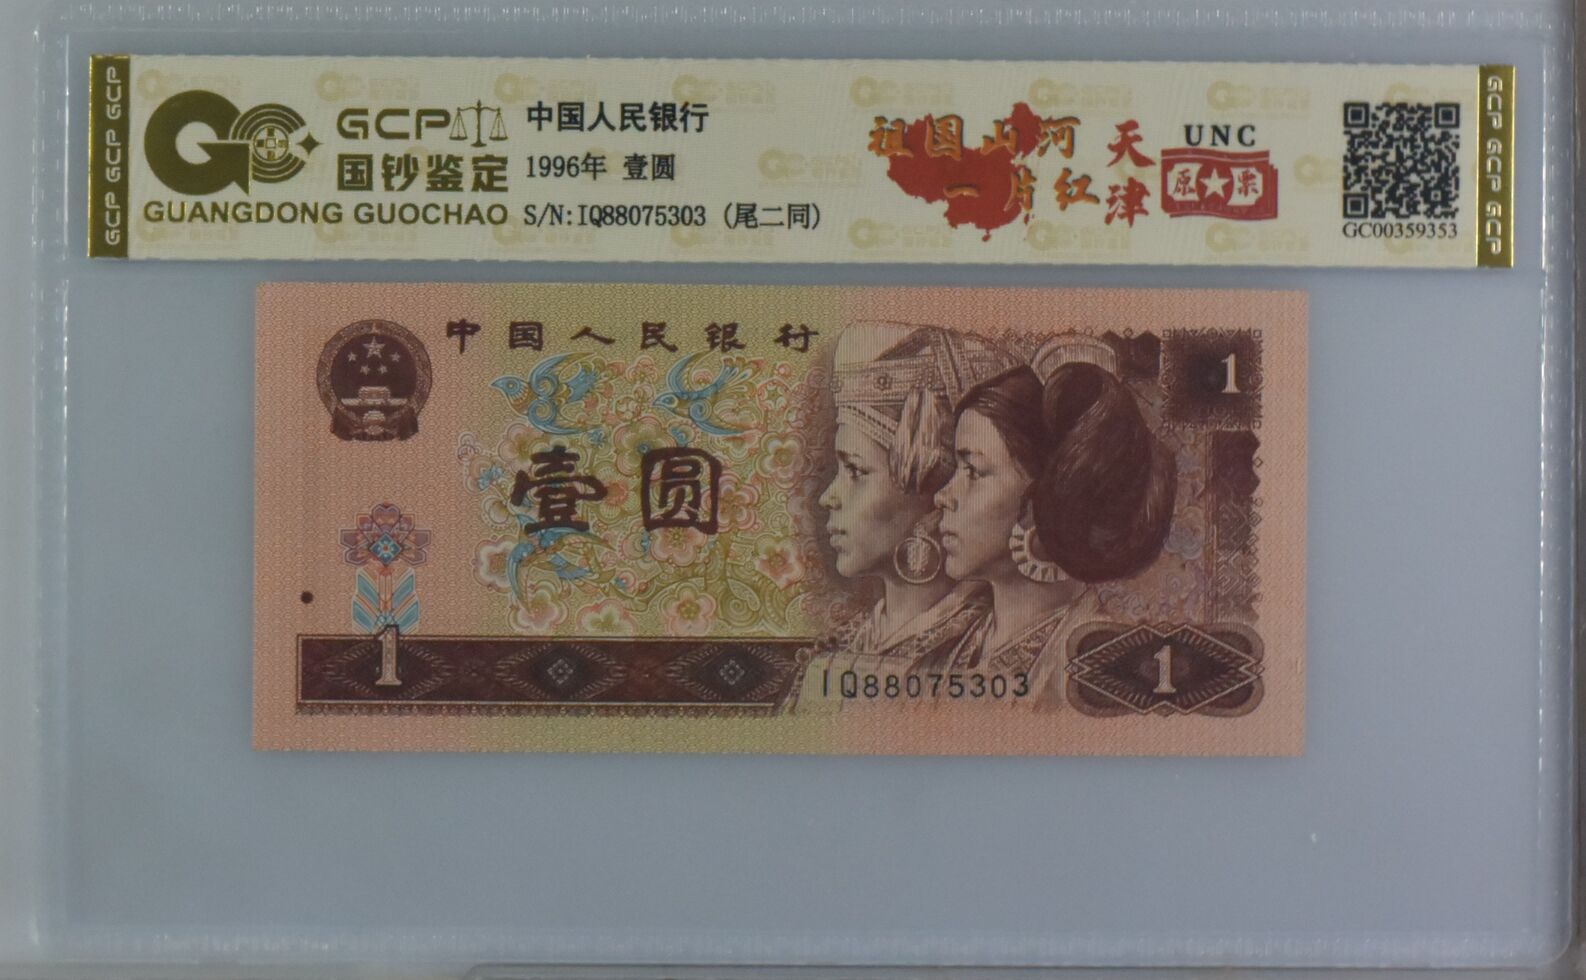 GCP GCP GCP
GCP
国钞鉴定
GUANGDONG GUOCHAO
中国人民银行
1996年 壹圆
S/N:IQ88075303 (尾二同)
祖国山河
一片红
天津
UNC
原★票
GC00359353
GCP GCP GCP
中国人民银行
1
壹圆
1
IQ88075303
1